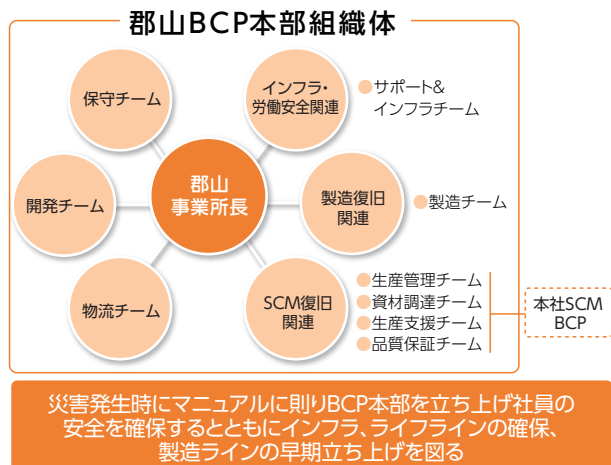 郡山BCP本部組織体
保守チーム
インフラ・
労働安全関連
●サポート&
インフラチーム
開発チーム
郡山
事業所長
製造復旧
関連
●製造チーム
物流チーム
SCM復旧
関連
●生産管理チーム
●資材調達チーム
●生産支援チーム
●品質保証チーム
本社SCM
BCP
災害発生時にマニュアルに則りBCP本部を立ち上げ社員の
安全を確保するとともにインフラ、ライフラインの確保、
製造ラインの早期立ち上げを図る